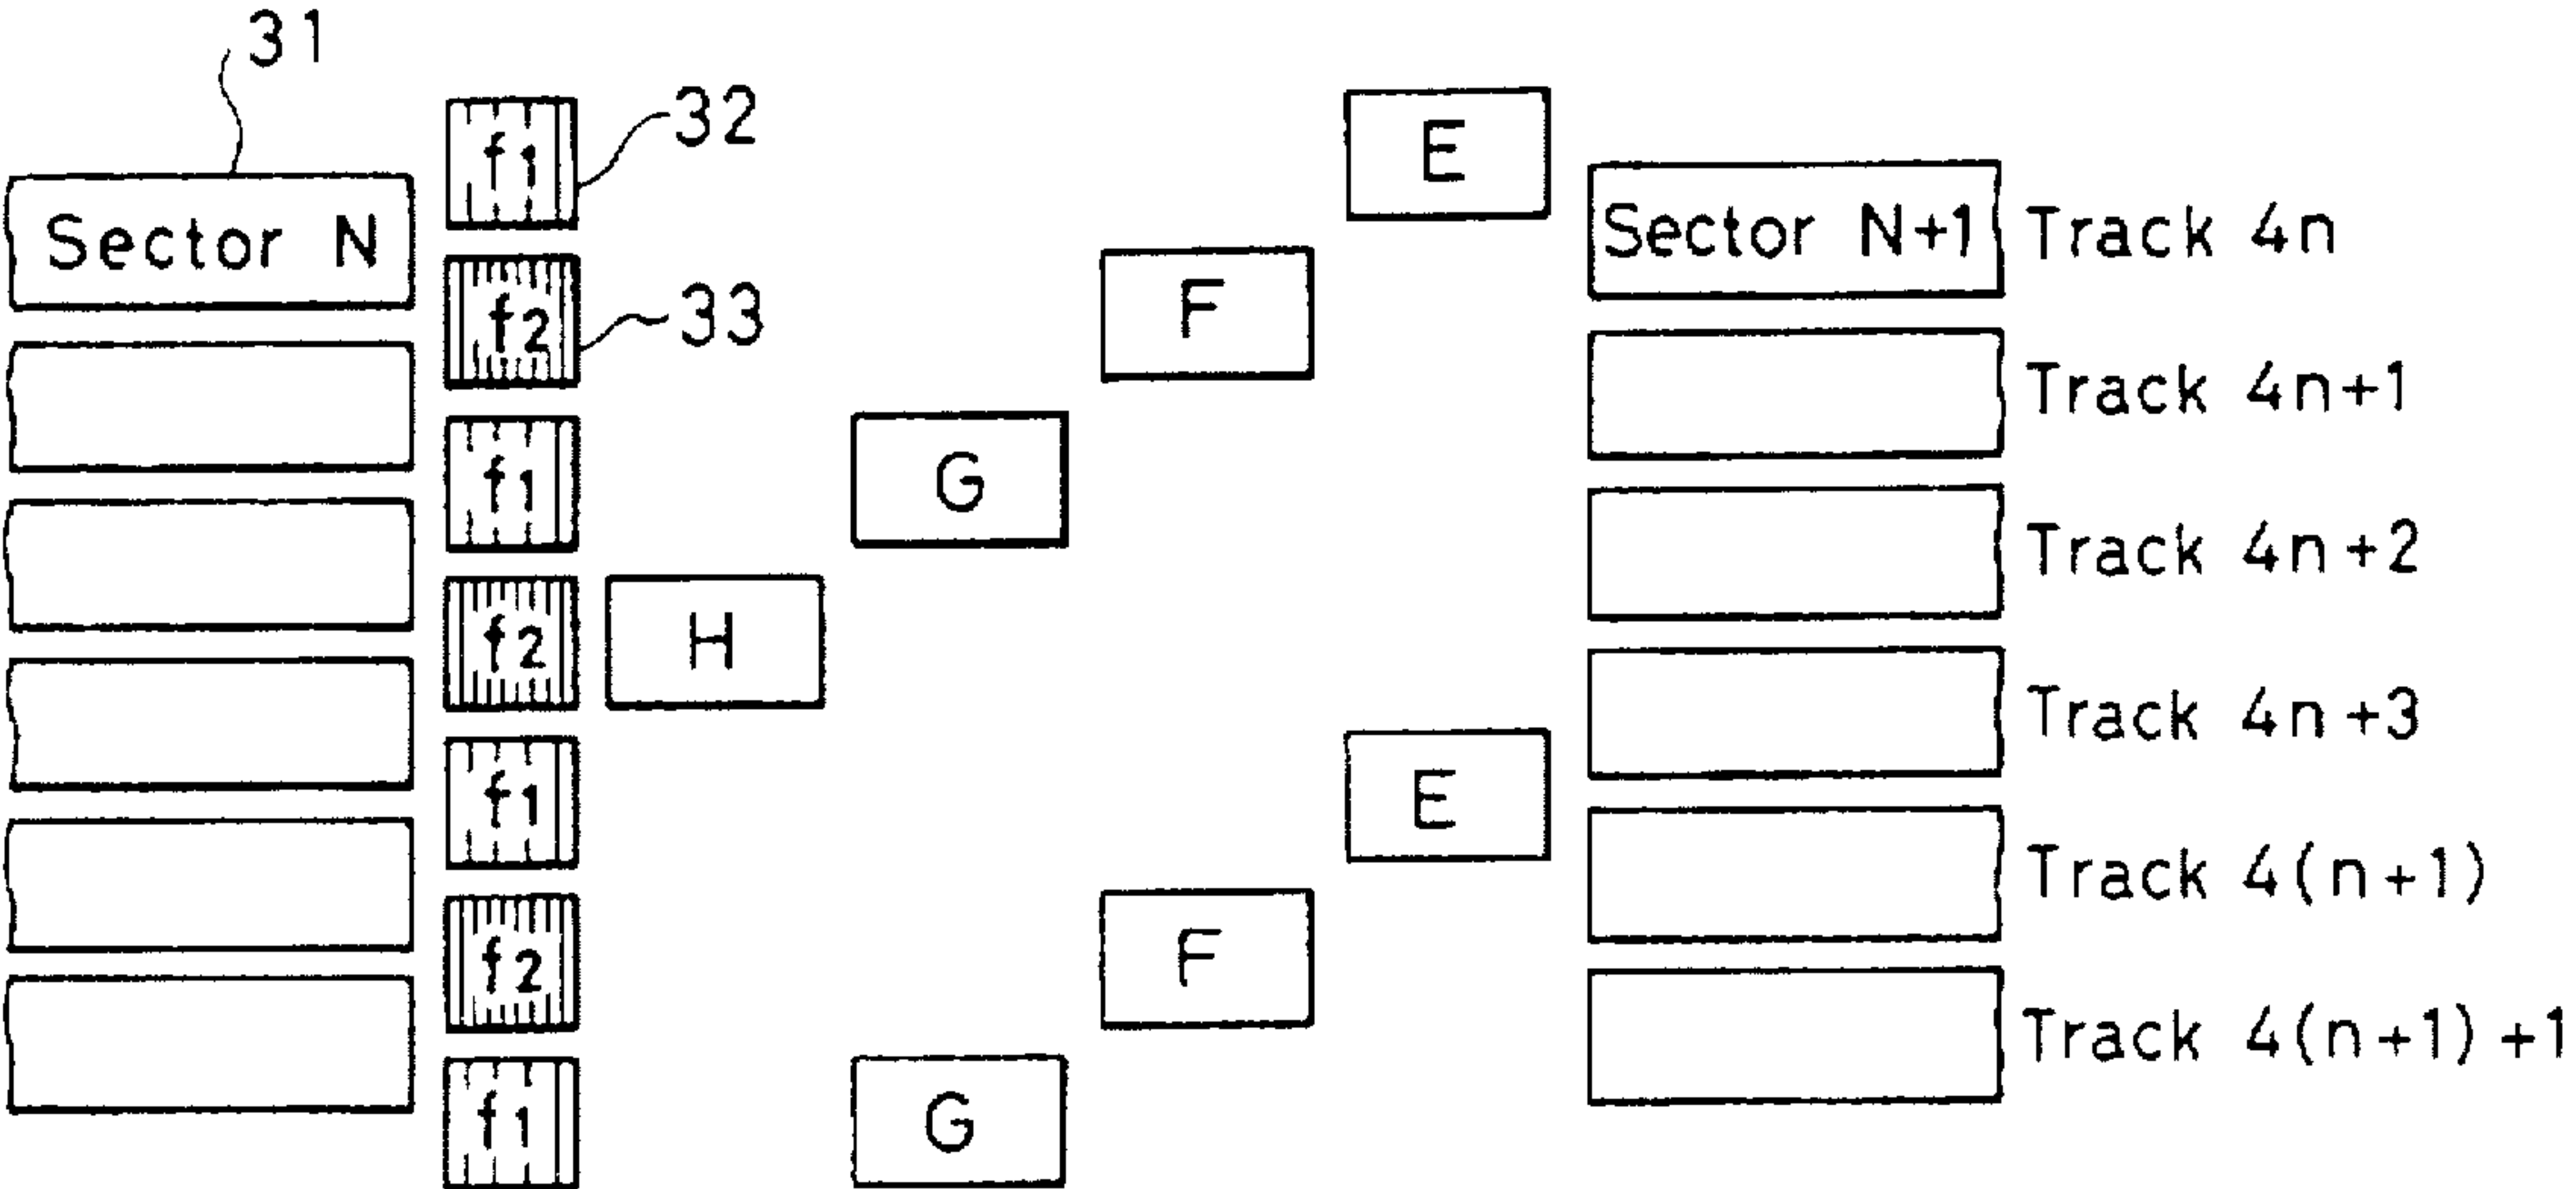 31
f1
32
E
Sector N
Sector N+1
Track 4n
f2
33
F
Track 4n+1
f1
G
Track 4n+2
f2
H
Track 4n+3
f1
E
Track 4(n+1)
f2
F
Track 4(n+1)+1
f1
G